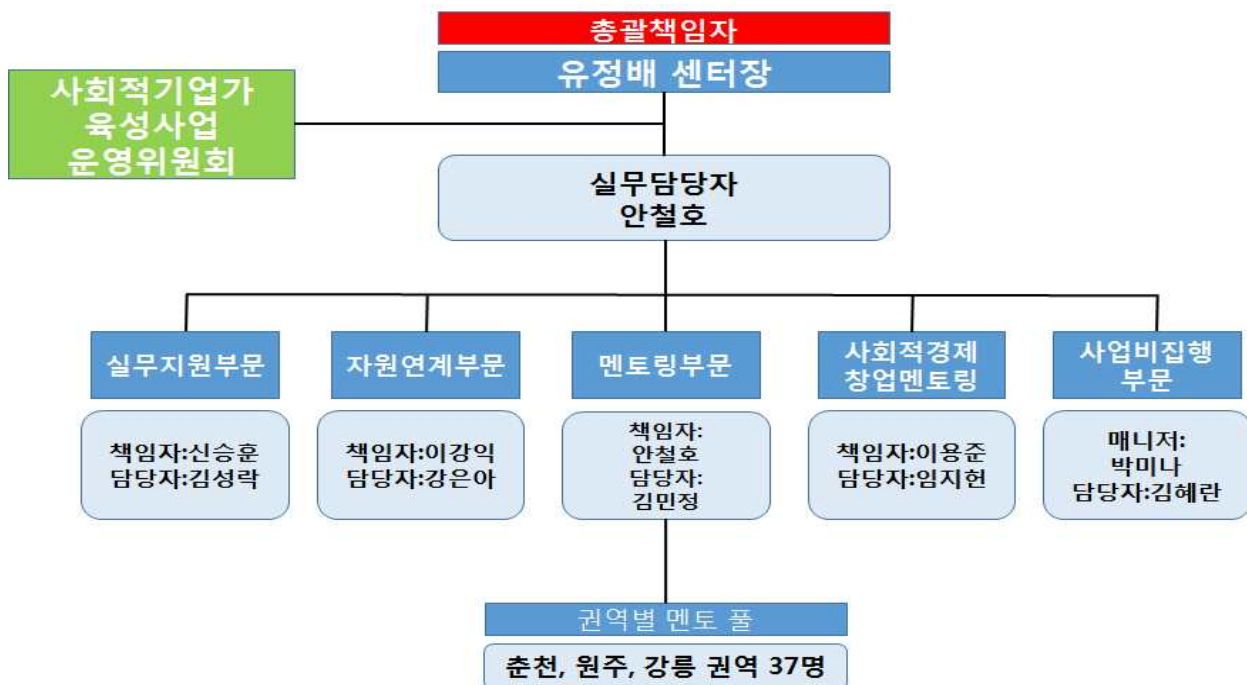 총괄책임자
유정배 센터장
사회적기업가
육성사업
운영위원회
실무담당자
안철호
실무지원부문
책임자:신승훈
담당자:김성락
자원연계부문
책임자:이강익
담당자:강은아
멘토링부문
책임자:
안철호
담당자:
김민정
사회적경제
창업멘토링
책임자:이용준
담당자:임지헌
사업비집행
부문
매니저:
박미나
담당자:김혜란
권역별 멘토 풀
춘천, 원주, 강릉 권역 37명